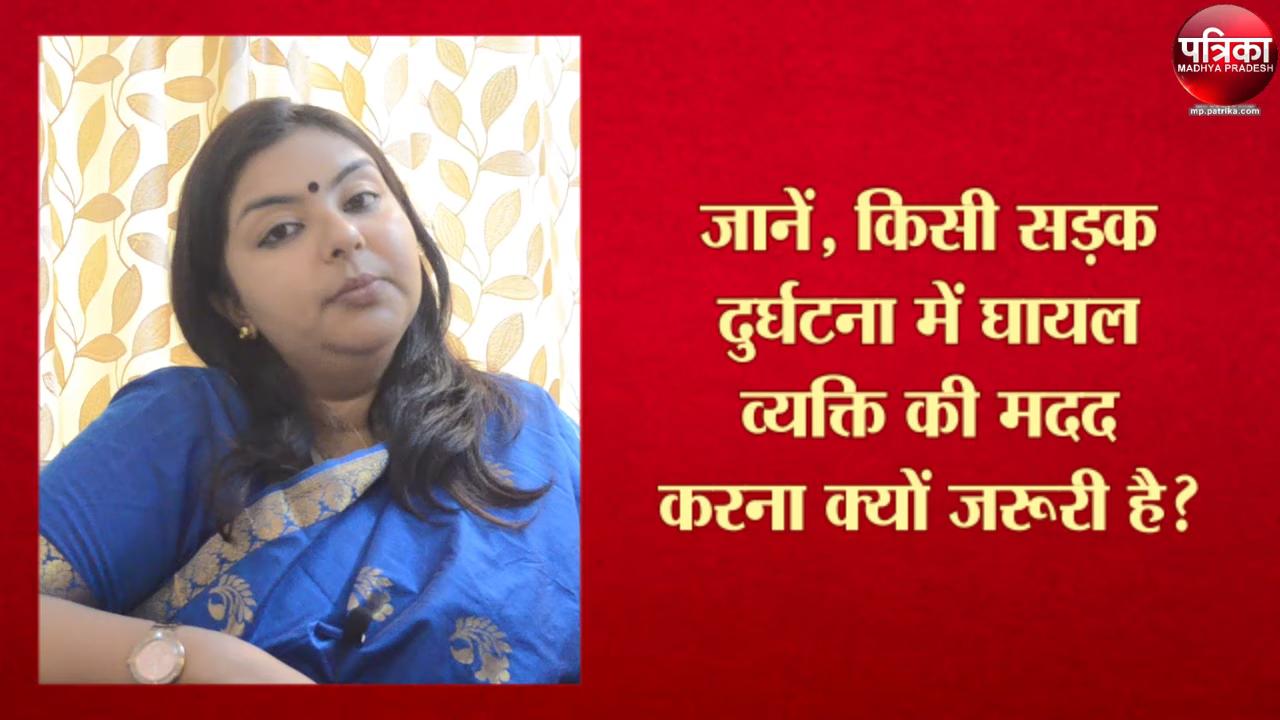 पत्रिका
MADHYA PRADESH
mp.patrika.com
जानें, किसी सड़क
दुर्घटना में घायल
व्यक्ति की मदद
करना क्यों जरूरी है?